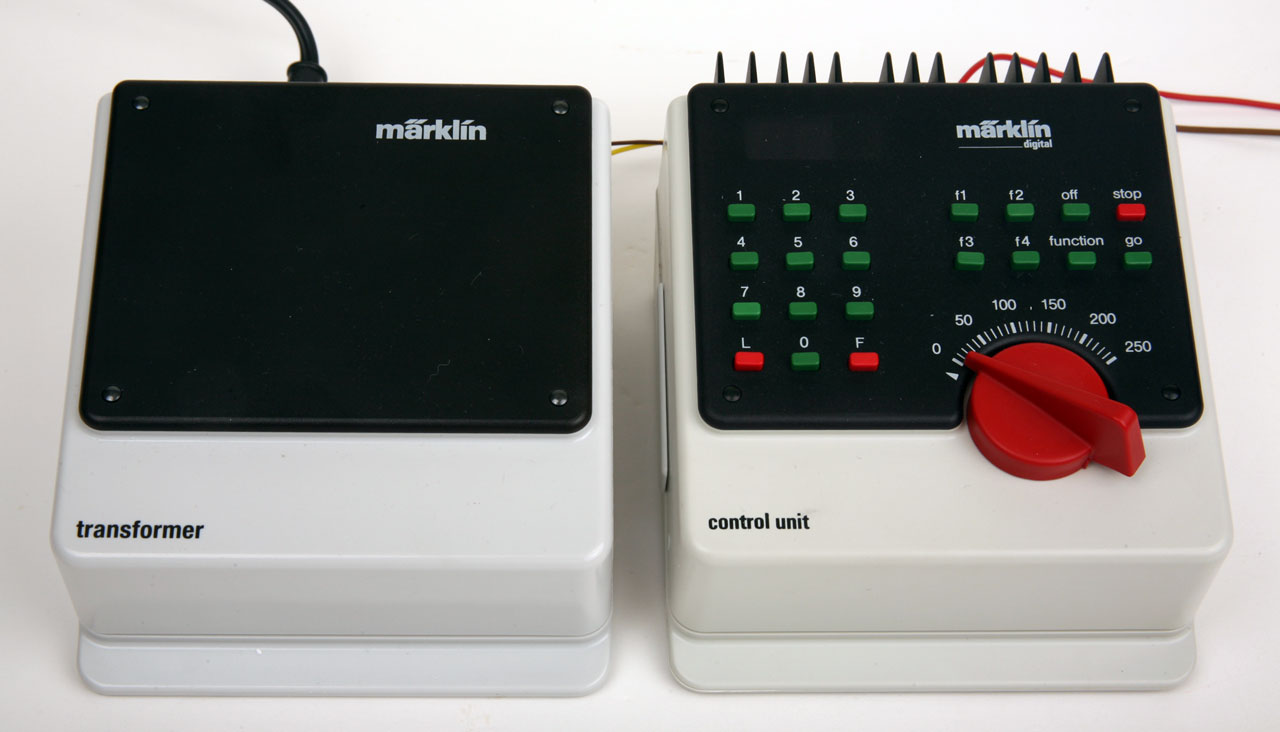 märklin
transformer
märklin
digital
1 2 3
4 5 6
7 8 9
L 0 F
f1 f2 off stop
f3 f4 function go
0 50 100 150 200 250
control unit